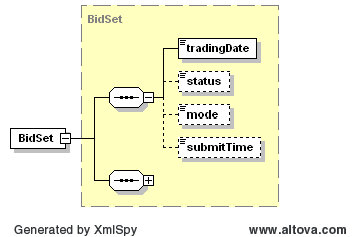 BidSet
tradingDate
status
mode
submitTime
BidSet
Generated by XmlSpy
www.altova.com